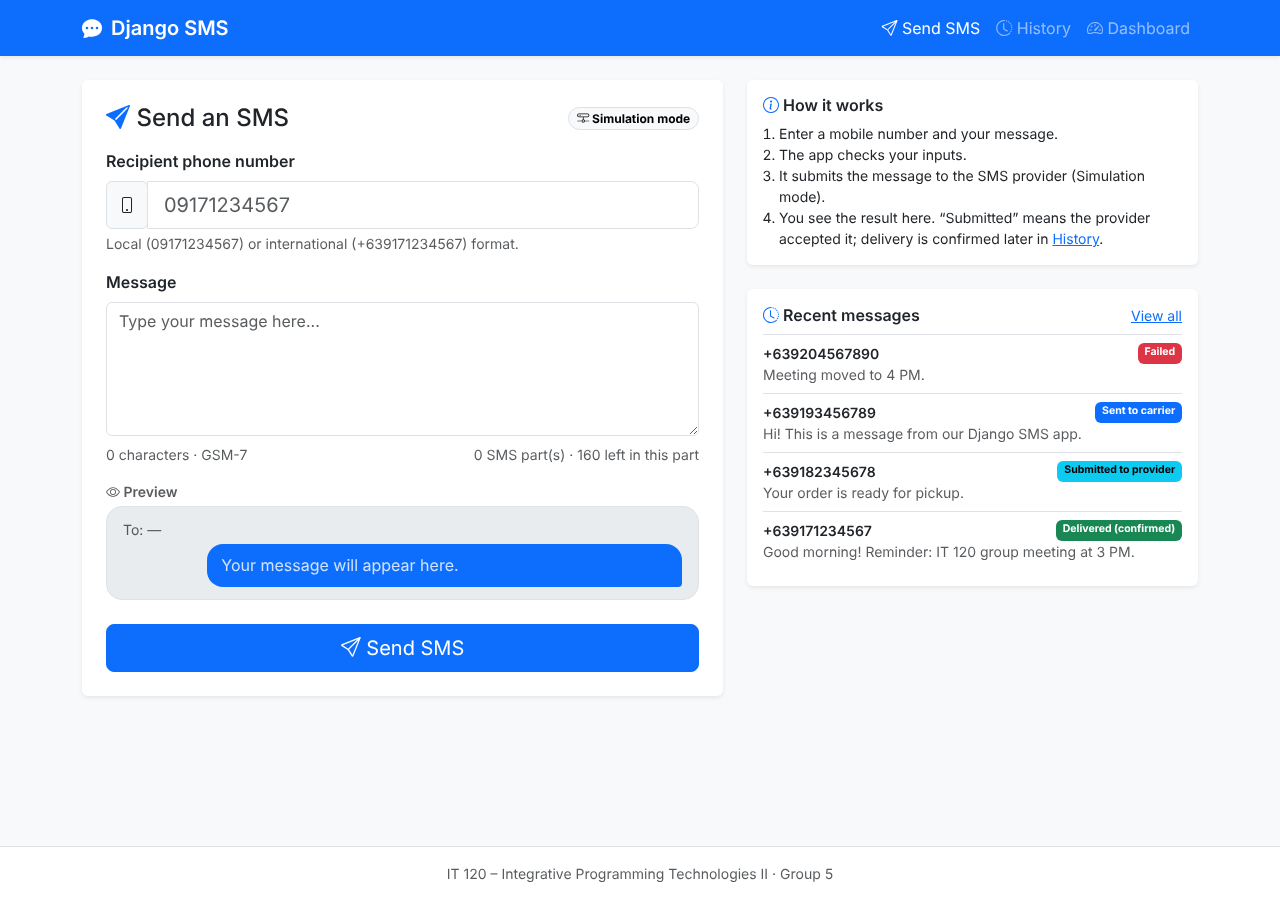 Django SMS
Send SMS
History
Dashboard
Send an SMS
Simulation mode
Recipient phone number
09171234567
Local (09171234567) or international (+639171234567) format.
Message
Type your message here...
0 characters · GSM-7
0 SMS part(s) · 160 left in this part
Preview
To: —
Your message will appear here.
Send SMS
How it works
1. Enter a mobile number and your message.
2. The app checks your inputs.
3. It submits the message to the SMS provider (Simulation
mode).
4. You see the result here. “Submitted” means the provider
accepted it; delivery is confirmed later in History.
Recent messages
View all
+639204567890
Failed
Meeting moved to 4 PM.
+639193456789
Sent to carrier
Hi! This is a message from our Django SMS app.
+639182345678
Submitted to provider
Your order is ready for pickup.
+639171234567
Delivered (confirmed)
Good morning! Reminder: IT 120 group meeting at 3 PM.
IT 120 – Integrative Programming Technologies II · Group 5